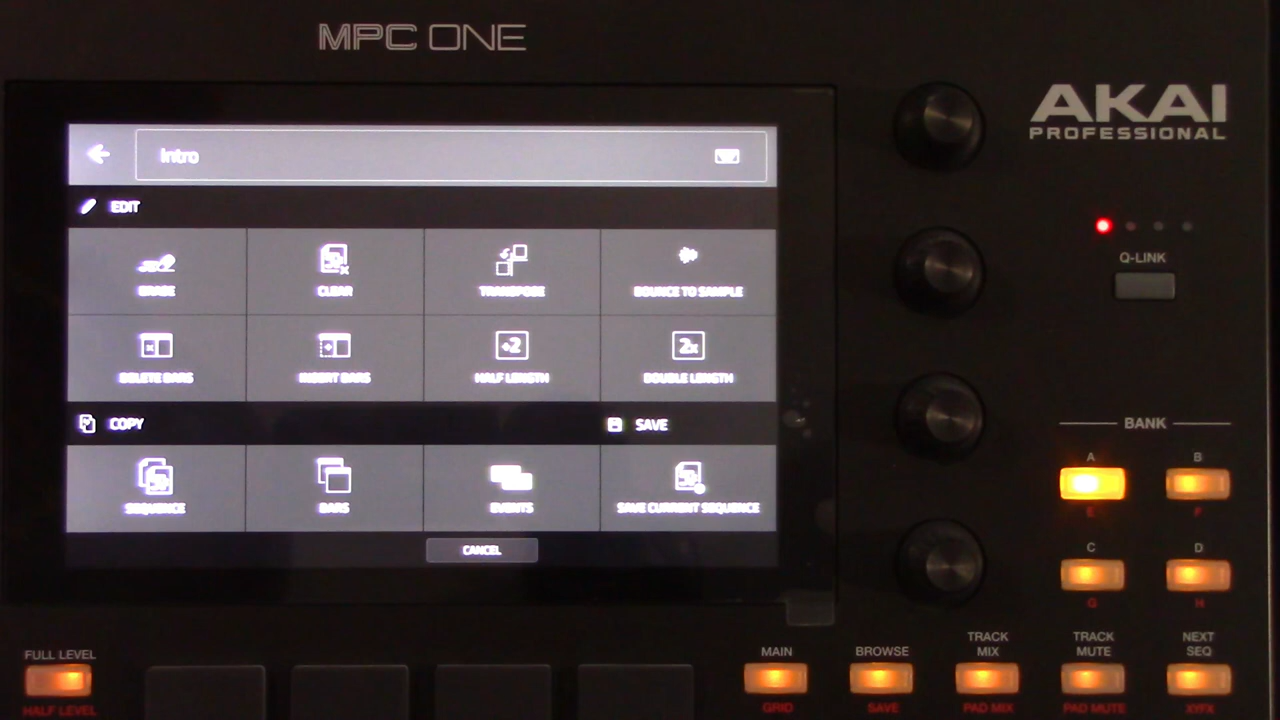 MPC ONE
AKAI
PROFESSIONAL
Intro
EDIT
ERASE CLEAR TRANSPOSE BOUNCE TO SAMPLE
÷2 2x
DELETE BARS INSERT BARS HALF LENGTH DOUBLE LENGTH
COPY SAVE
SEQUENCE BARS EVENTS SAVE CURRENT SEQUENCE
CANCEL
Q-LINK
BANK
A B
E F
C D
G H
FULL LEVEL
HALF LEVEL
MAIN BROWSE TRACK MIX TRACK MUTE NEXT SEQ
GRID SAVE PAD MIX PAD MUTE XYFX